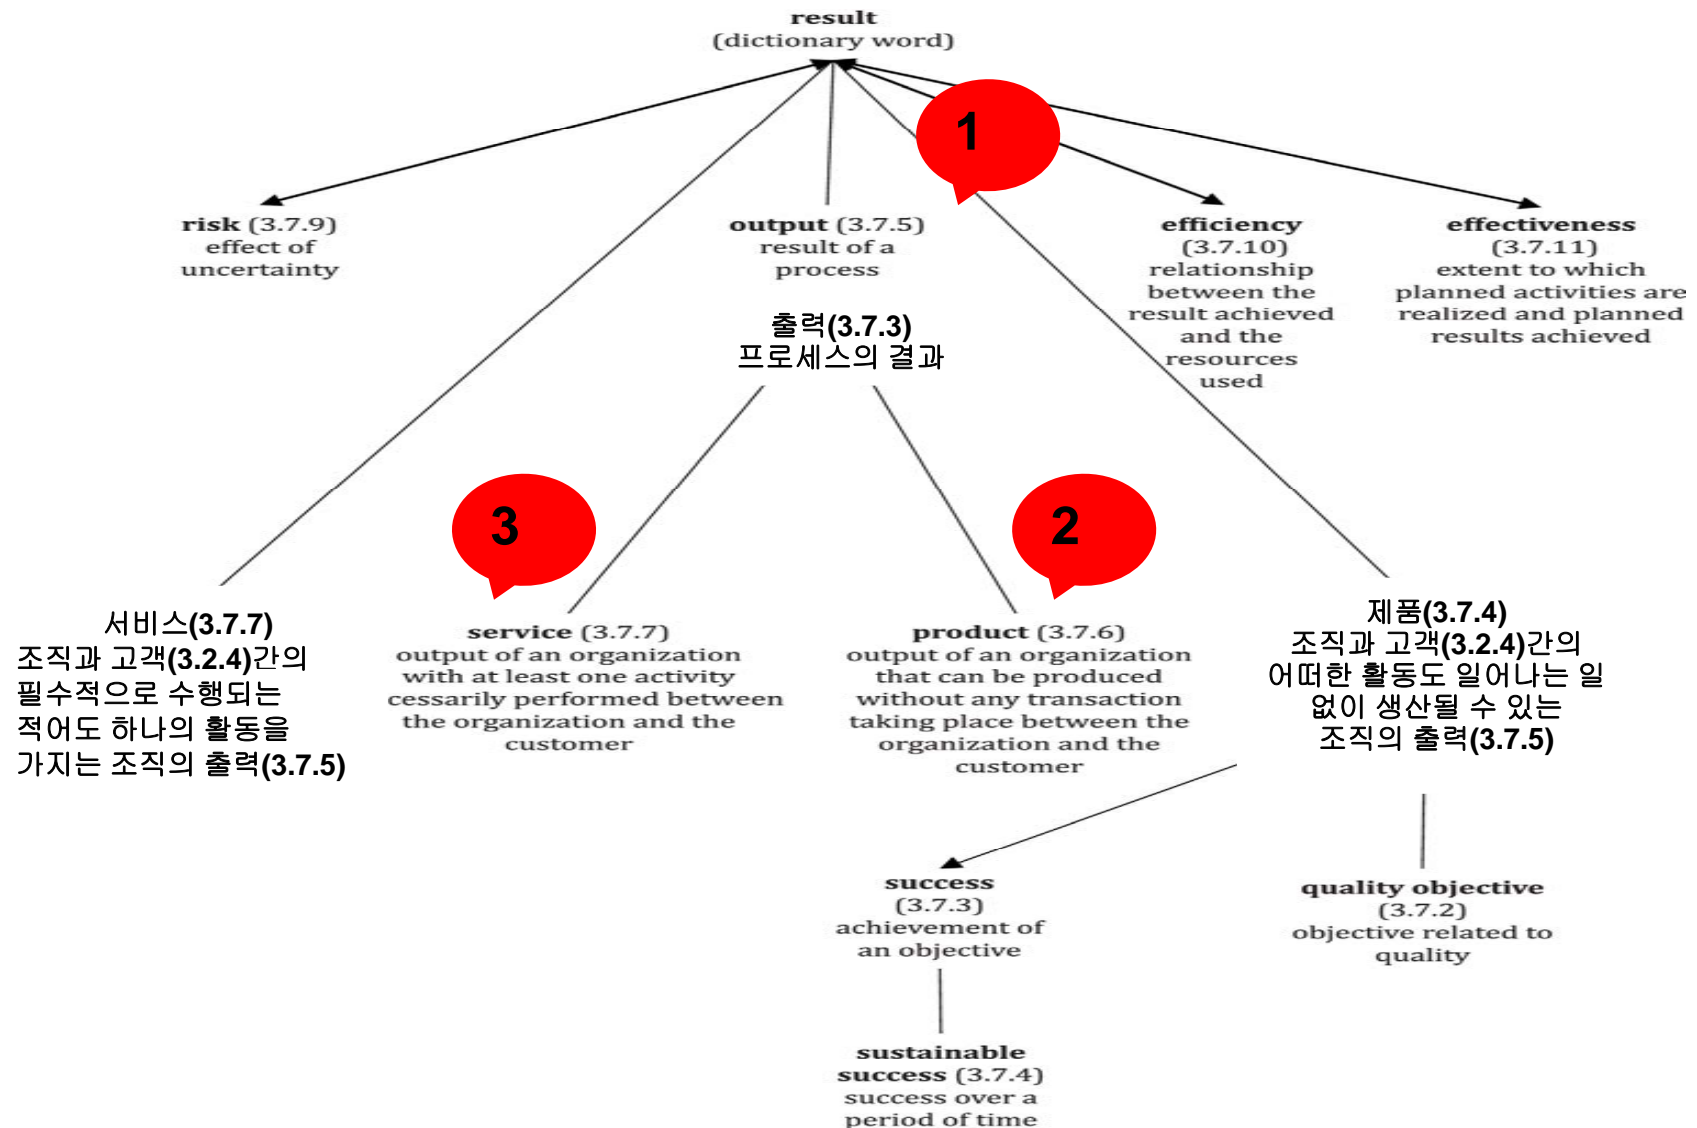 result
(dictionary word)
1
risk (3.7.9)
effect of
uncertainty
output (3.7.5)
result of a
process
efficiency
(3.7.10)
relationship
between the
result achieved
and the
resources
used
effectiveness
(3.7.11)
extent to which
planned activities are
realized and planned
results achieved
출력(3.7.3)
프로세스의 결과
3
2
서비스(3.7.7)
조직과 고객(3.2.4)간의
필수적으로 수행되는
적어도 하나의 활동을
가지는 조직의 출력(3.7.5)
service (3.7.7)
output of an organization
with at least one activity
cessarily performed between
the organization and the
customer
product (3.7.6)
output of an organization
that can be produced
without any transaction
taking place between the
organization and the
customer
제품(3.7.4)
조직과 고객(3.2.4)간의
어떠한 활동도 일어나는 일
없이 생산될 수 있는
조직의 출력(3.7.5)
success
(3.7.3)
achievement of
an objective
quality objective
(3.7.2)
objective related to
quality
sustainable
success (3.7.4)
success over a
period of time